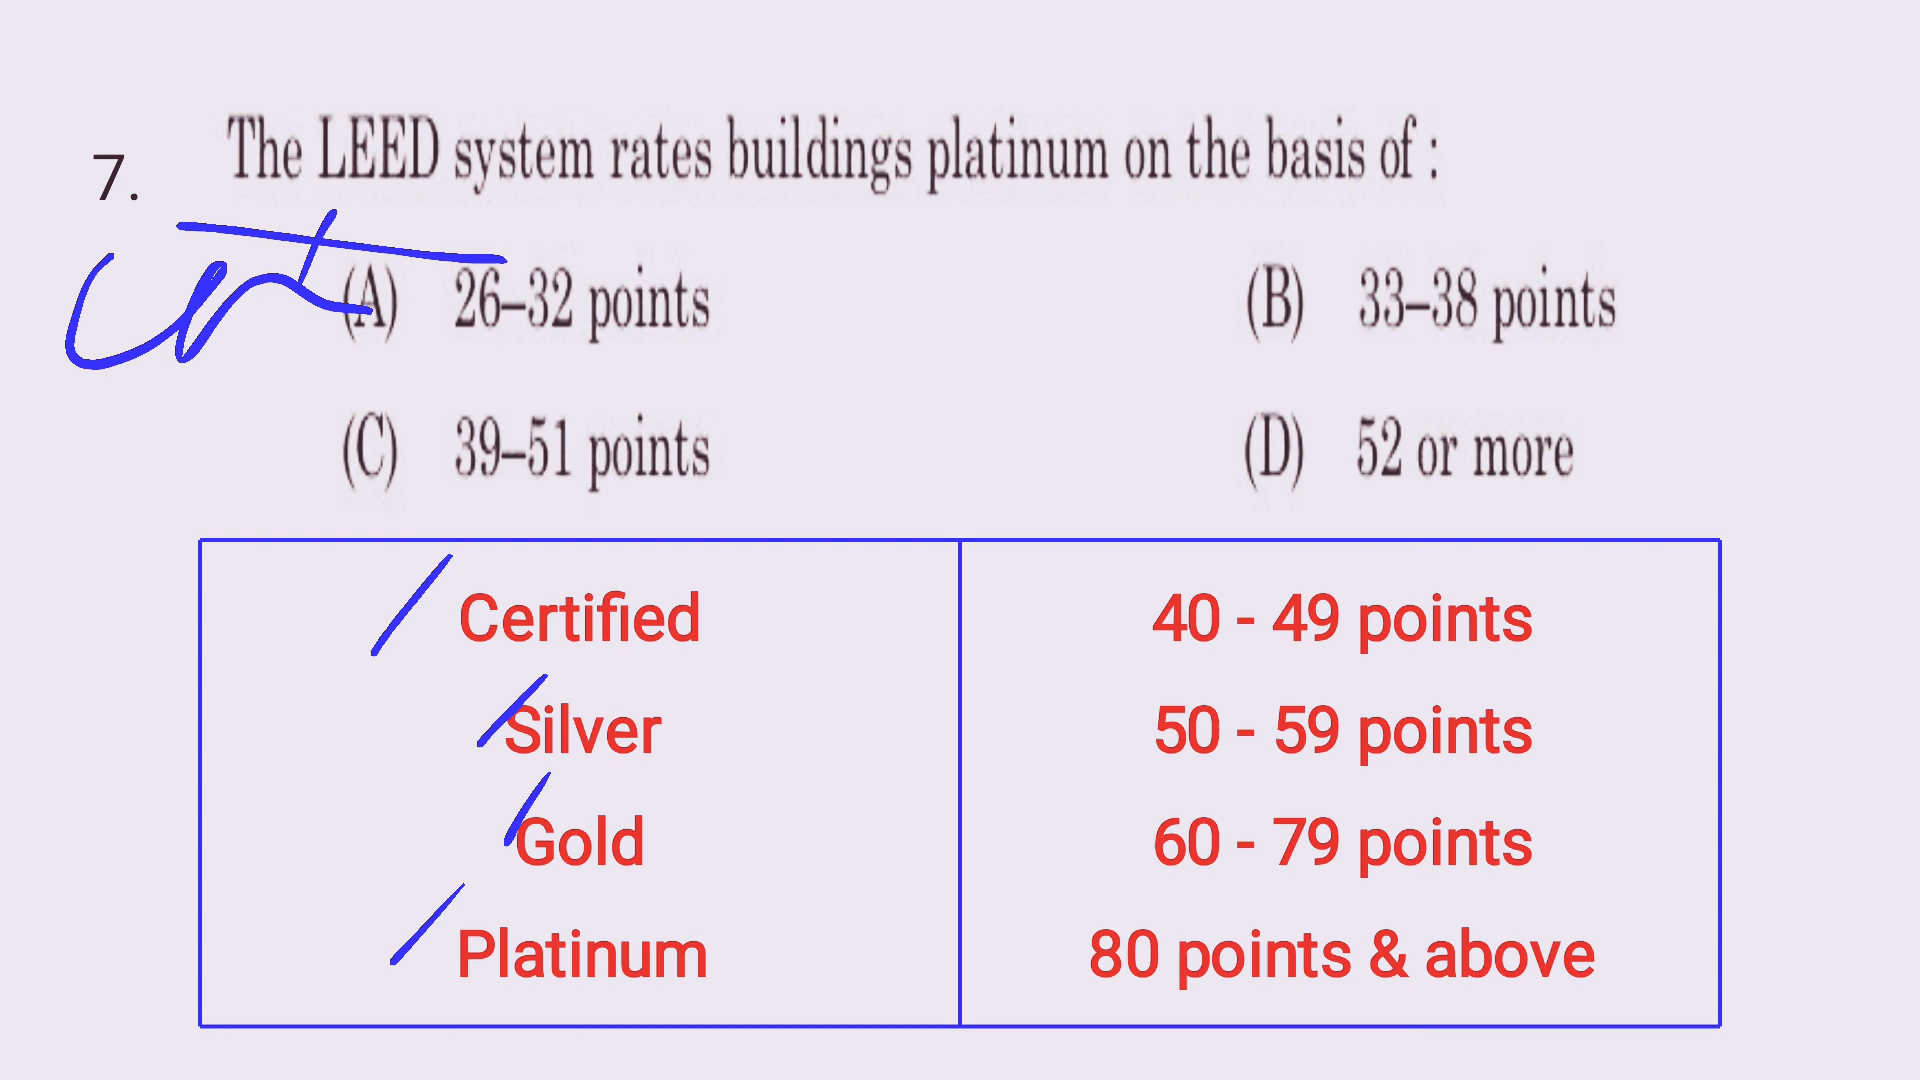 7. The LEED system rates buildings platinum on the basis of :
(A) 26–32 points (B) 33–38 points
(C) 39–51 points (D) 52 or more
Certified 40 - 49 points
Silver 50 - 59 points
Gold 60 - 79 points
Platinum 80 points & above